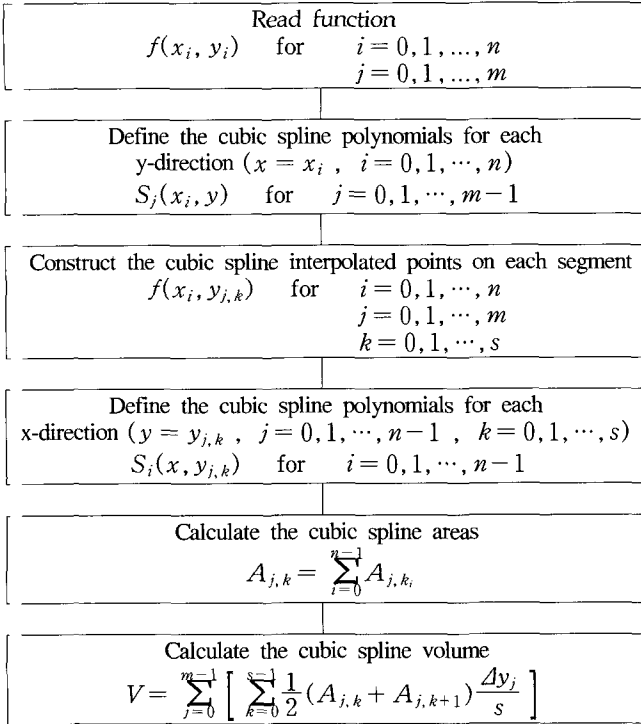 Read function
f(x_i, y_i) for i = 0, 1, ..., n
j = 0, 1, ..., m
Define the cubic spline polynomials for each
y-direction (x = x_i , i = 0, 1, ⋯, n)
S_j(x_i, y) for j = 0, 1, ⋯, m−1
Construct the cubic spline interpolated points on each segment
f(x_i, y_{j,k}) for i = 0, 1, ⋯, n
j = 0, 1, ⋯, m
k = 0, 1, ⋯, s
Define the cubic spline polynomials for each
x-direction (y = y_{j,k} , j = 0, 1, ⋯, n−1 , k = 0, 1, ⋯, s)
S_i(x, y_{j,k}) for i = 0, 1, ⋯, n−1
Calculate the cubic spline areas
A_{j,k} = ∑_{i=0}^{n−1} A_{j,k_i}
Calculate the cubic spline volume
V = ∑_{j=0}^{m−1} [ ∑_{k=0}^{s−1} 1/2 (A_{j,k} + A_{j,k+1}) Δy_j/s ]